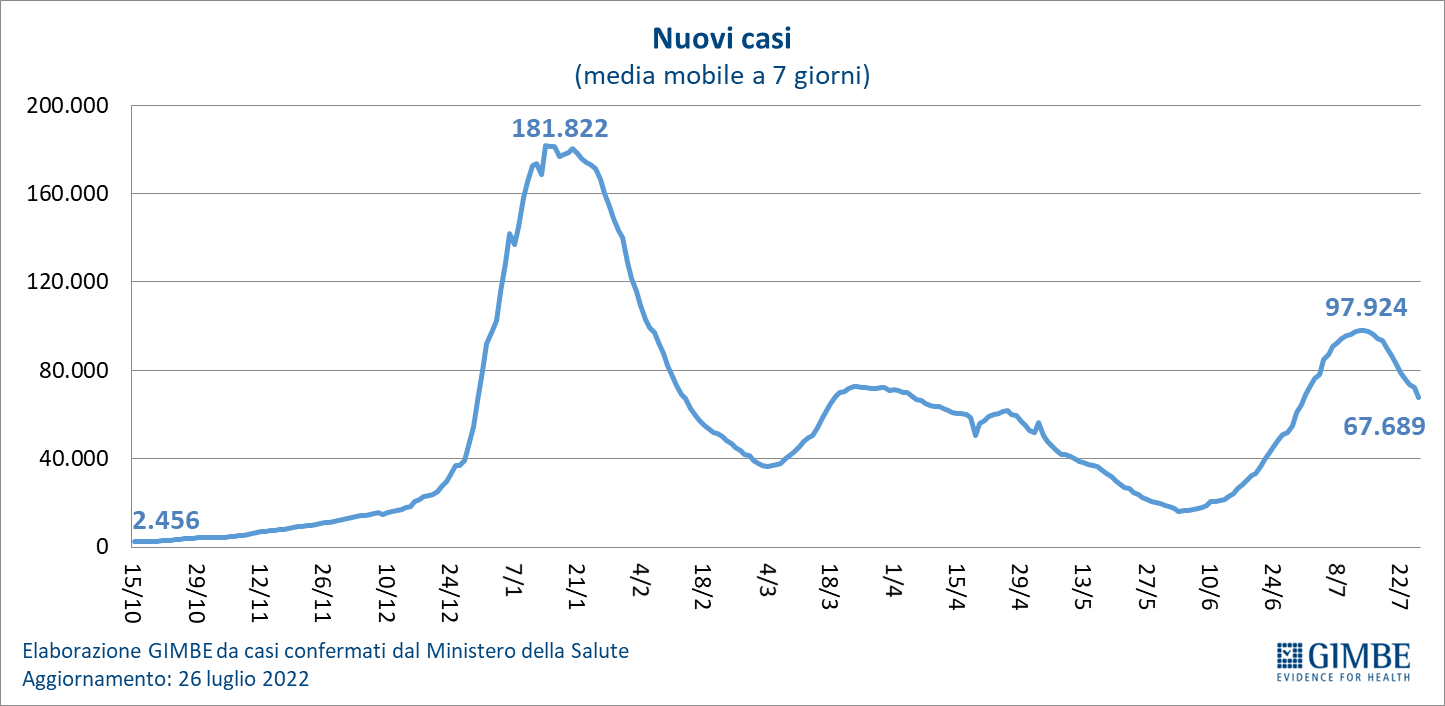 Nuovi casi
(media mobile a 7 giorni)
200.000
181.822
160.000
120.000
97.924
80.000
67.689
40.000
2.456
0
15/10 29/10 12/11 26/11 10/12 24/12 7/1 21/1 4/2 18/2 4/3 18/3 1/4 15/4 29/4 13/5 27/5 10/6 24/6 8/7 22/7
Elaborazione GIMBE da casi confermati dal Ministero della Salute
Aggiornamento: 26 luglio 2022
GIMBE
EVIDENCE FOR HEALTH